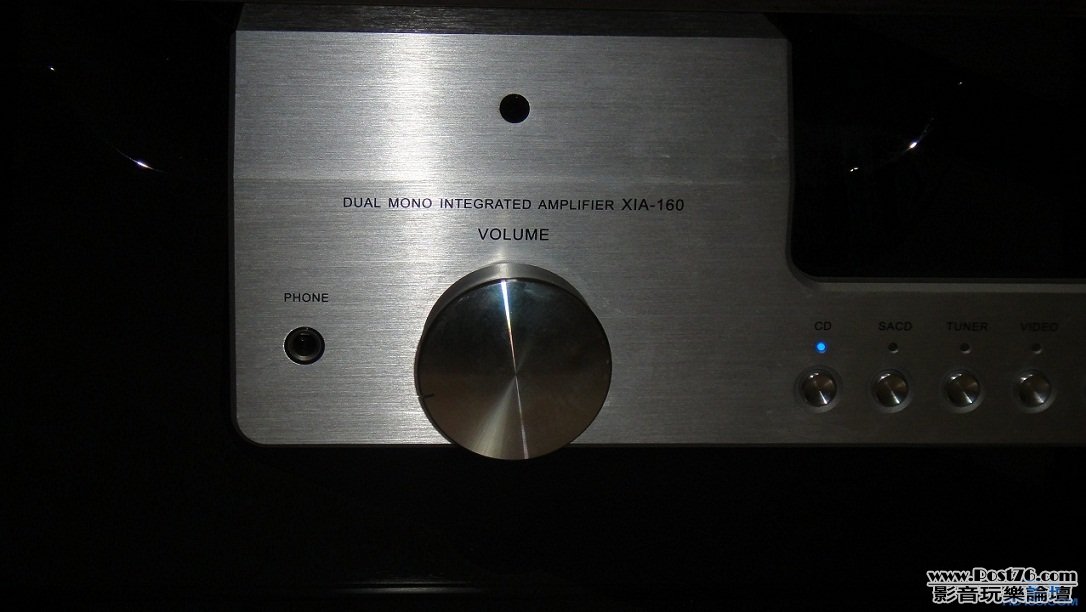 DUAL MONO INTEGRATED AMPLIFIER XIA-160
VOLUME
PHONE
CD SACD TUNER VIDEO
www.Post76.com
影音玩樂論壇